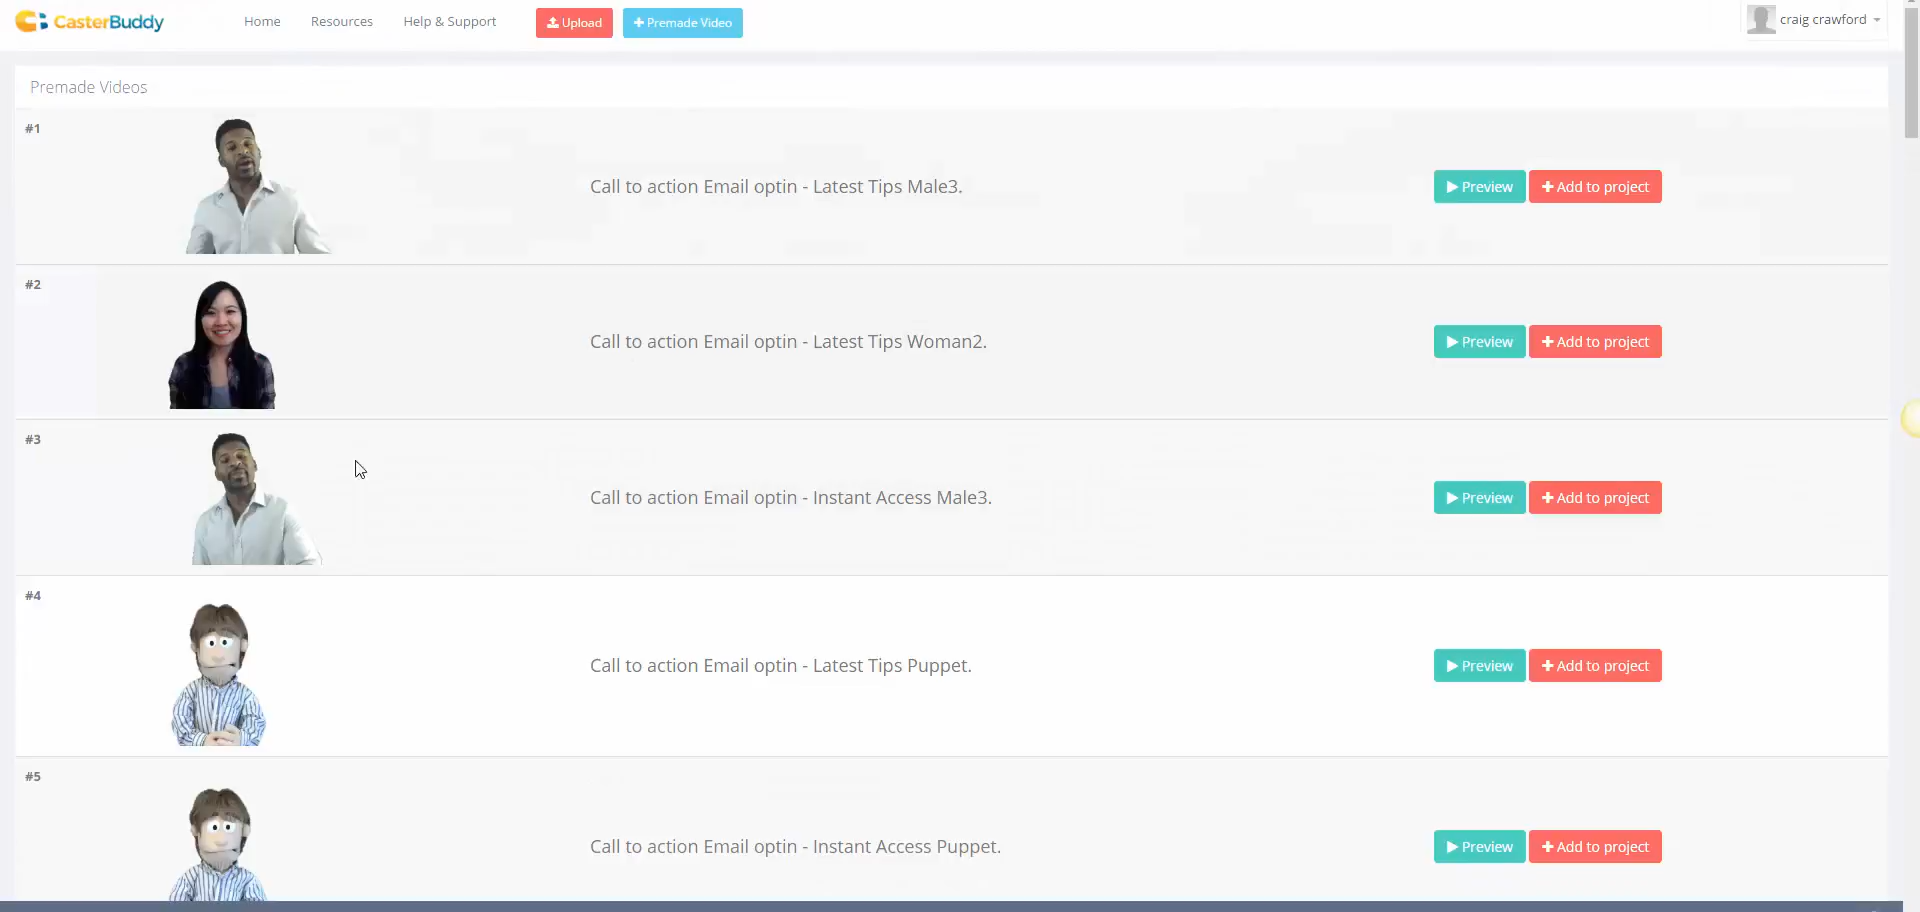 CasterBuddy Home Resources Help & Support Upload Premade Video craig crawford
Premade Videos
#1
Call to action Email optin - Latest Tips Male3. Preview Add to project
#2
Call to action Email optin - Latest Tips Woman2. Preview Add to project
#3
Call to action Email optin - Instant Access Male3. Preview Add to project
#4
Call to action Email optin - Latest Tips Puppet. Preview Add to project
#5
Call to action Email optin - Instant Access Puppet. Preview Add to project